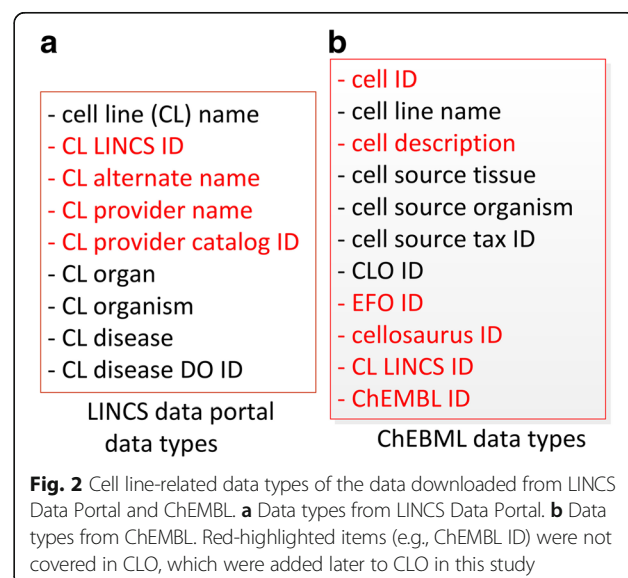 a
- cell line (CL) name
- CL LINCS ID
- CL alternate name
- CL provider name
- CL provider catalog ID
- CL organ
- CL organism
- CL disease
- CL disease DO ID
LINCS data portal
data types
b
- cell ID
- cell line name
- cell description
- cell source tissue
- cell source organism
- cell source tax ID
- CLO ID
- EFO ID
- cellosaurus ID
- CL LINCS ID
- ChEMBL ID
ChEBML data types
Fig. 2 Cell line-related data types of the data downloaded from LINCS
Data Portal and ChEMBL. a Data types from LINCS Data Portal. b Data
types from ChEMBL. Red-highlighted items (e.g., ChEMBL ID) were not
covered in CLO, which were added later to CLO in this study